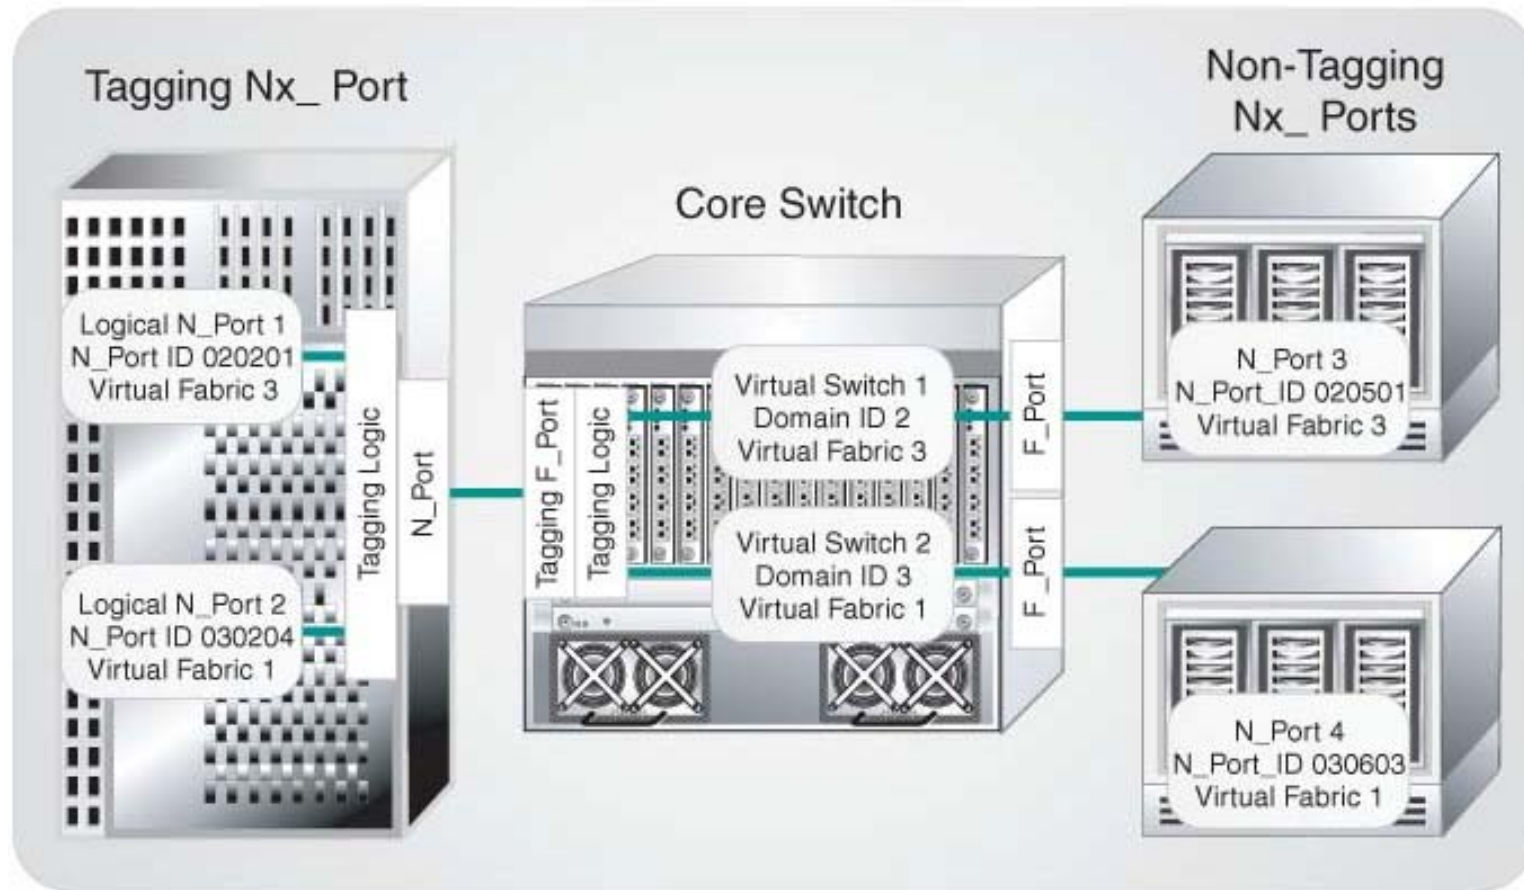 Tagging Nx_ Port
Non-Tagging
Nx_ Ports
Core Switch
Logical N_Port 1
N_Port ID 020201
Virtual Fabric 3
Logical N_Port 2
N_Port ID 030204
Virtual Fabric 1
Tagging Logic
N_Port
Tagging F_Port
Tagging Logic
Virtual Switch 1
Domain ID 2
Virtual Fabric 3
Virtual Switch 2
Domain ID 3
Virtual Fabric 1
F_Port
F_Port
N_Port 3
N_Port_ID 020501
Virtual Fabric 3
N_Port 4
N_Port_ID 030603
Virtual Fabric 1